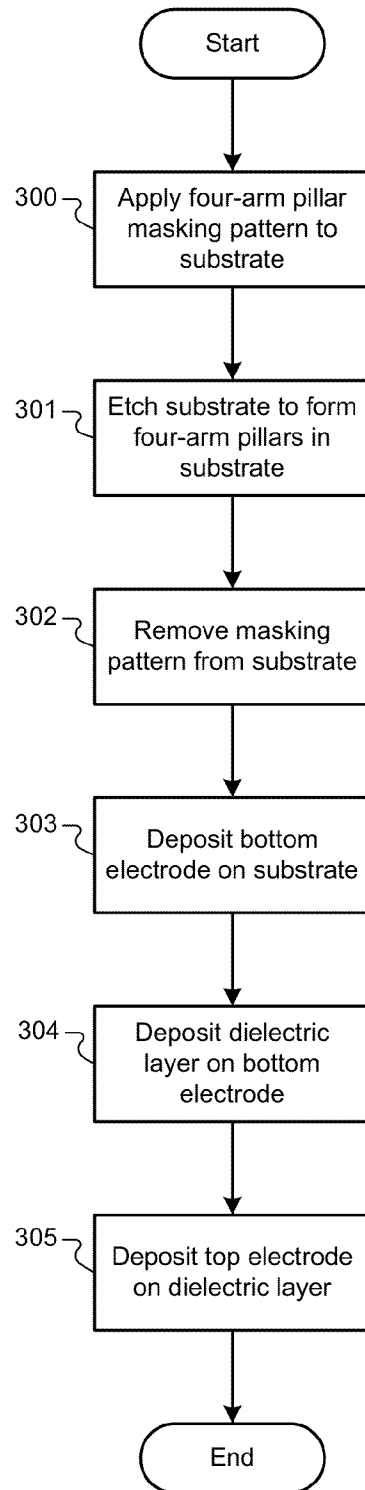 Start
300
Apply four-arm pillar
masking pattern to
substrate
301
Etch substrate to form
four-arm pillars in
substrate
302
Remove masking
pattern from substrate
303
Deposit bottom
electrode on substrate
304
Deposit dielectric
layer on bottom
electrode
305
Deposit top electrode
on dielectric layer
End